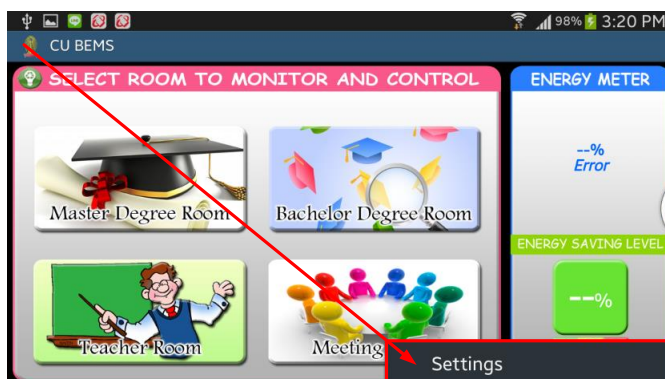 98% 3:20 PM
CU BEMS
SELECT ROOM TO MONITOR AND CONTROL
ENERGY METER
Master Degree Room
Bachelor Degree Room
--%
Error
ENERGY SAVING LEVEL
Teacher Room
Meeting
--%
Settings